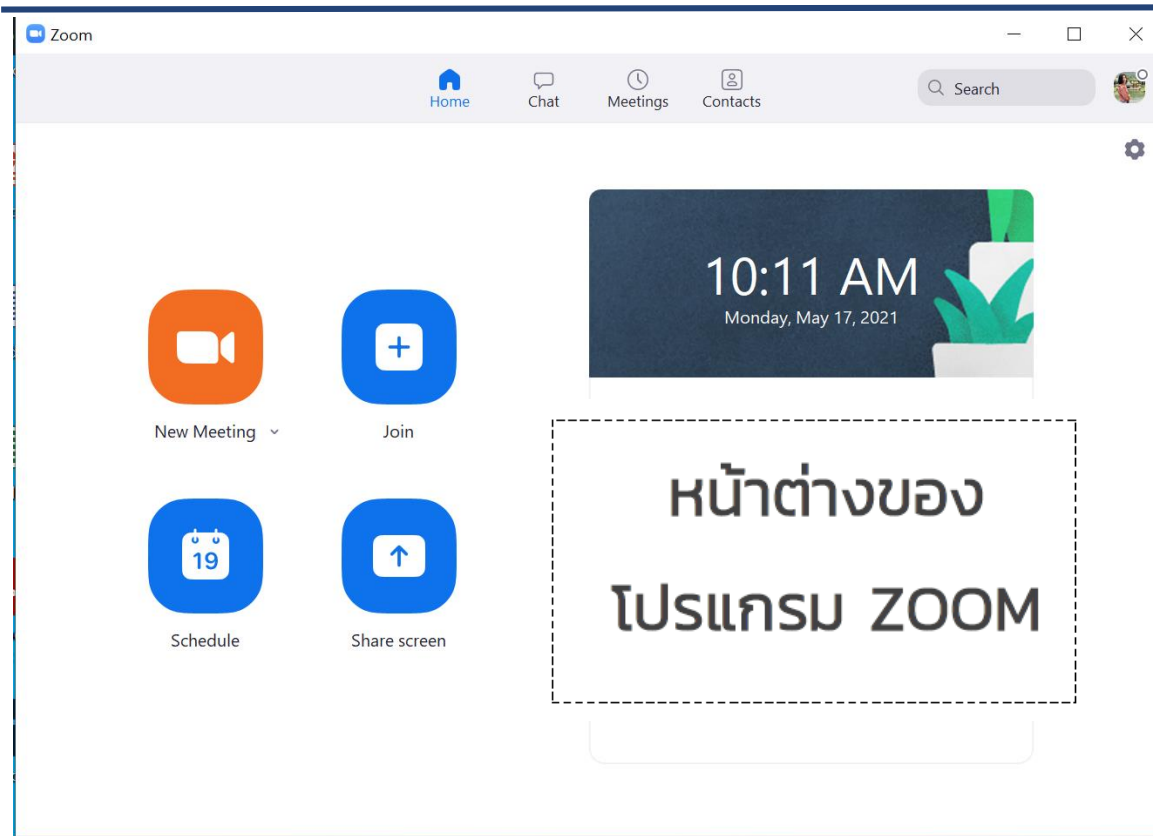 Zoom
Home
Chat
Meetings
Contacts
Search
10:11 AM
Monday, May 17, 2021
New Meeting
Join
19
Schedule
Share screen
หน้าต่างของ
โปรแกรม ZOOM